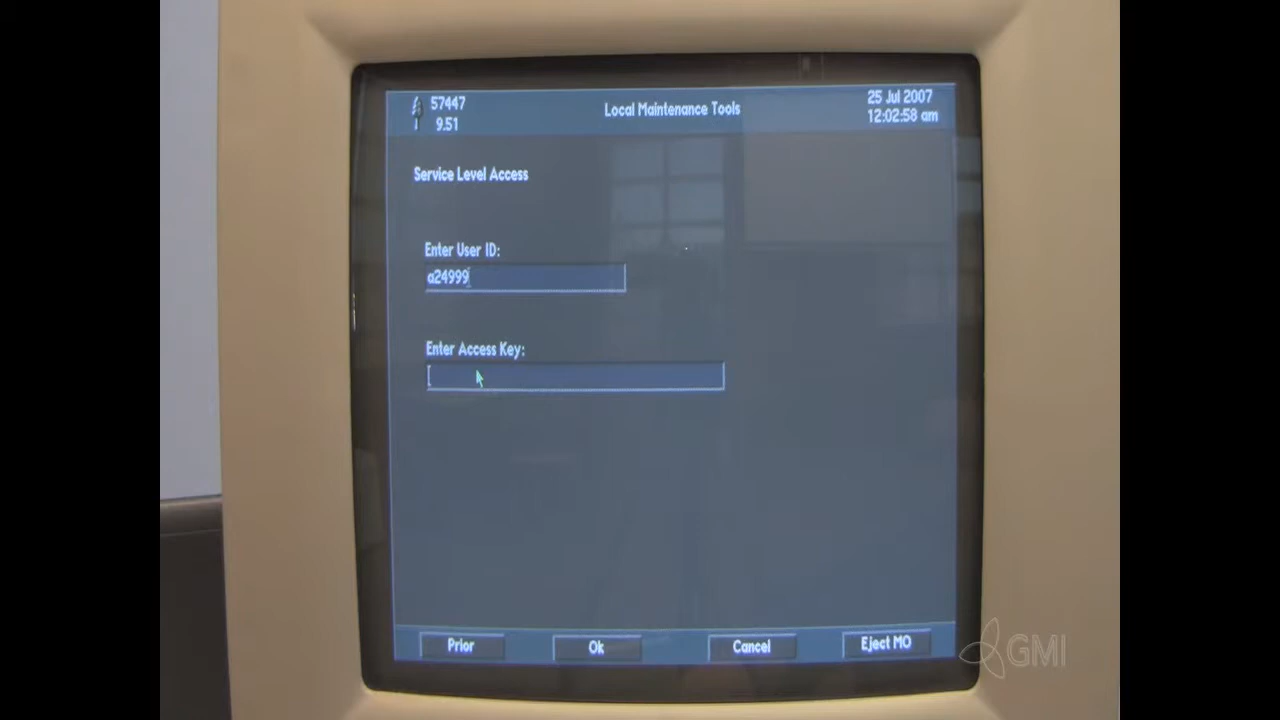 57447
9.51
Local Maintenance Tools
25 Jul 2007
12:02:58 am
Service Level Access
Enter User ID:
a24999
Enter Access Key:
Prior
Ok
Cancel
Eject MO
GMI